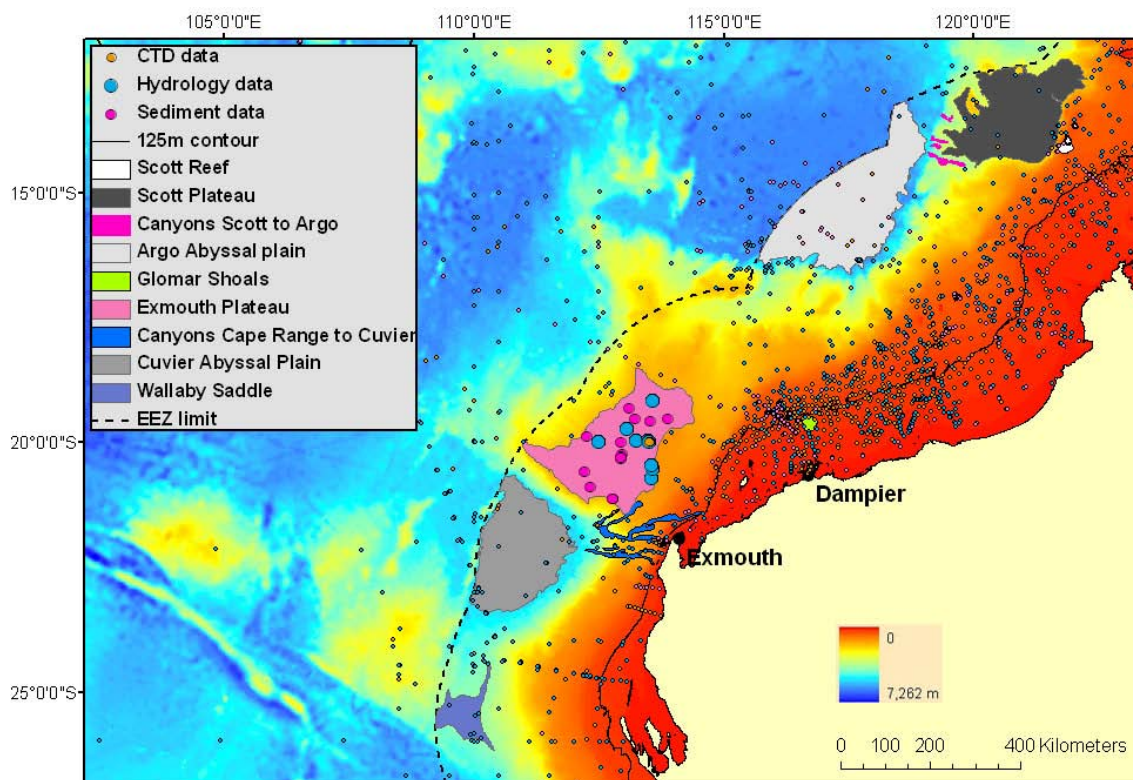 105°0'0"E 110°0'0"E 115°0'0"E 120°0'0"E
CTD data
Hydrology data
Sediment data
125m contour
Scott Reef
Scott Plateau
Canyons Scott to Argo
Argo Abyssal plain
Glomar Shoals
Exmouth Plateau
Canyons Cape Range to Cuvier
Cuvier Abyssal Plain
Wallaby Saddle
EEZ limit
15°0'0"S
20°0'0"S
Dampier
Exmouth
0
7,262 m
25°0'0"S
0 100 200 400 Kilometers